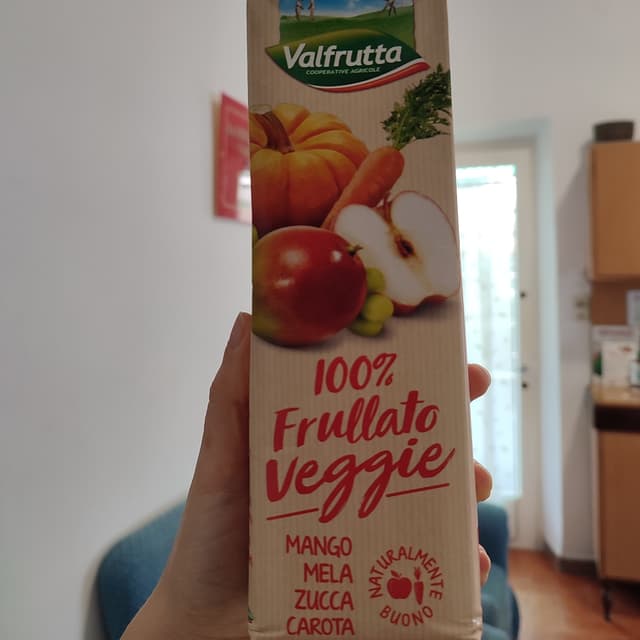 Valfrutta
COOPERATIVE AGRICOLE
100%
Frullato
Veggie
MANGO
MELA
ZUCCA
CAROTA
NATURALMENTE
BUONO